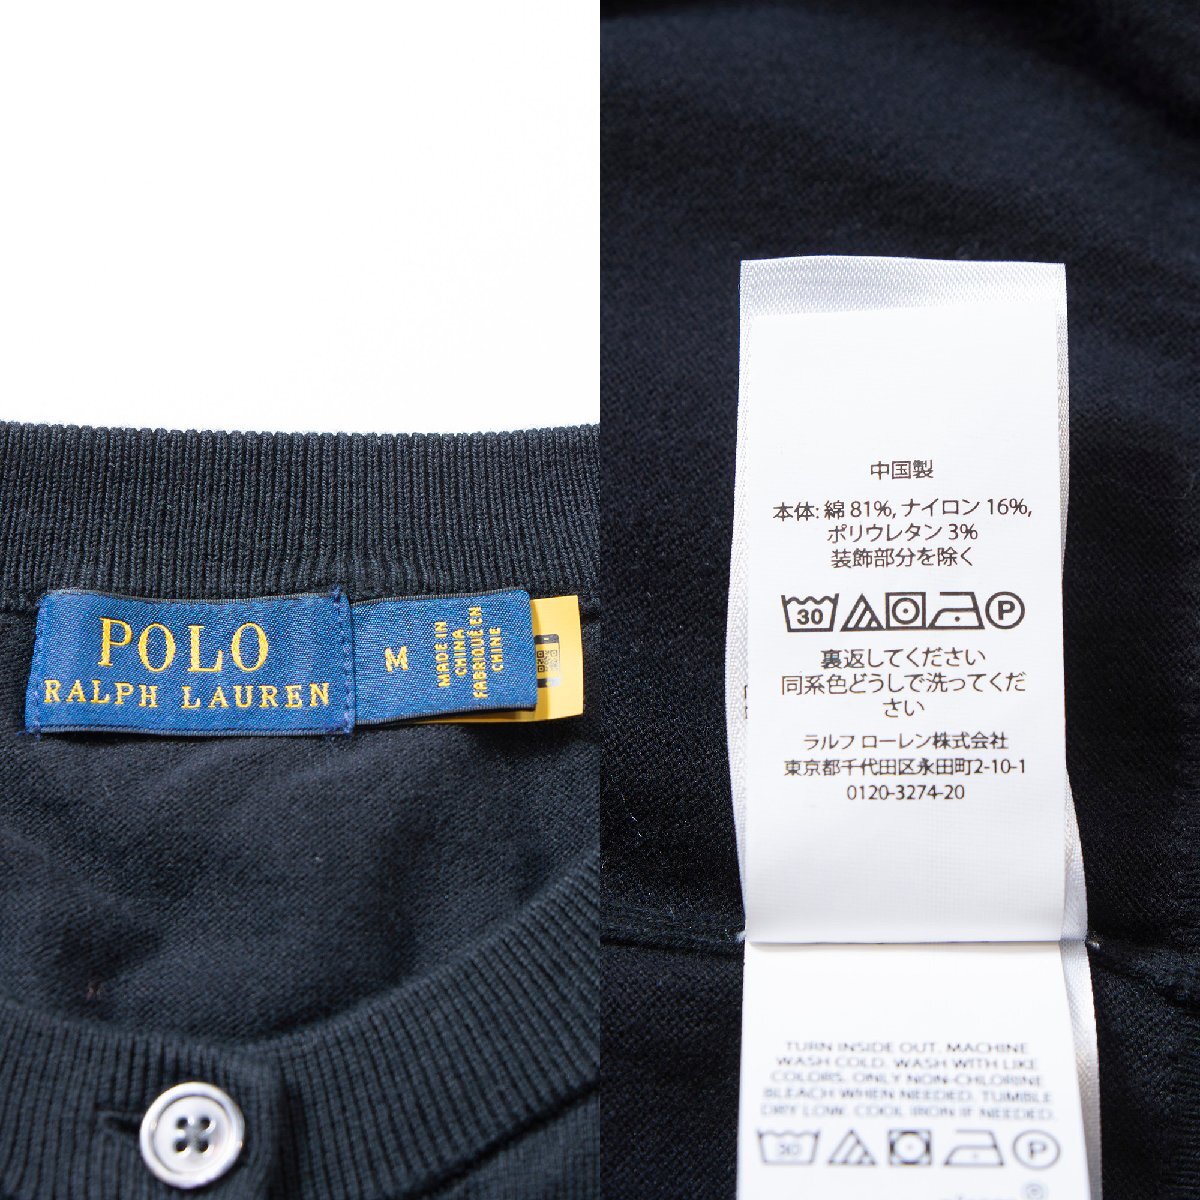 POLO
RALPH LAUREN
M
MADE IN
CHINA
FABRIQUÉ EN
CHINE
中国製
本体: 綿 81%, ナイロン 16%,
ポリウレタン 3%
装飾部分を除く
30
P
裏返してください
同系色どうしで洗ってくだ
さい
ラルフ ローレン株式会社
東京都千代田区永田町2-10-1
0120-3274-20
TURN INSIDE OUT. MACHINE
WASH COLD. WASH WITH LIKE
COLORS. ONLY NON-CHLORINE
BLEACH WHEN NEEDED. TUMBLE
DRY LOW. COOL IRON IF NEEDED.
30
P